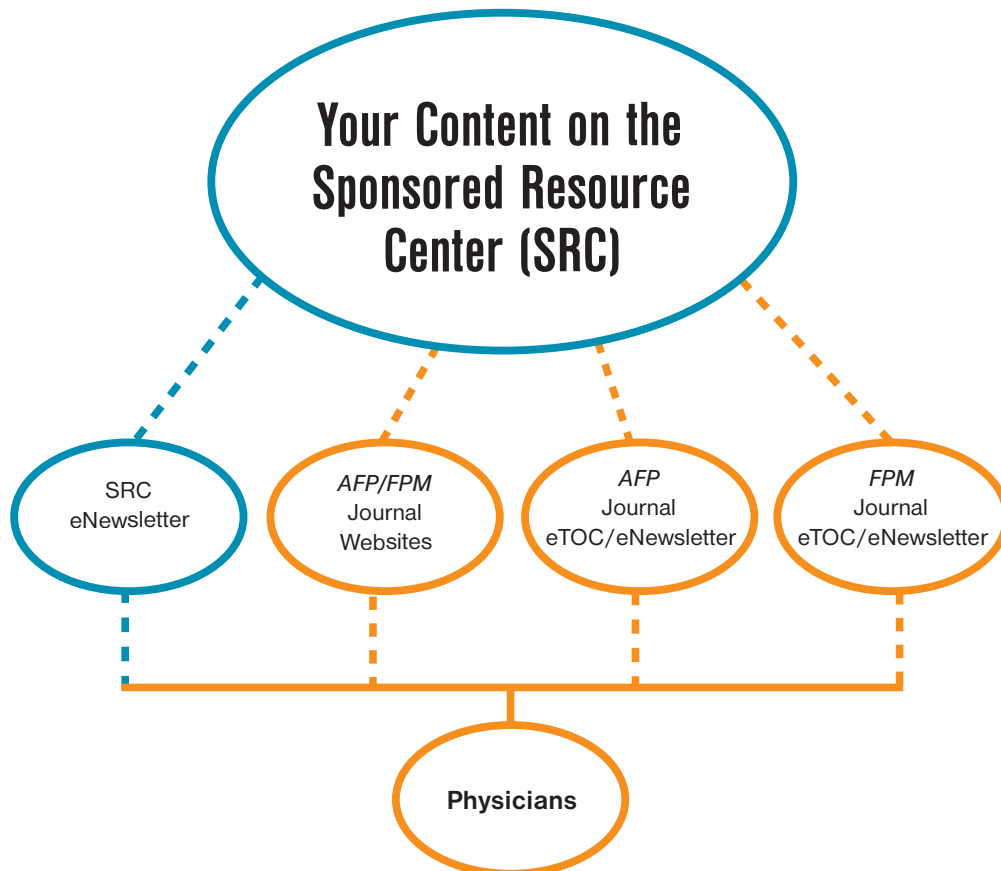 Your Content on the
Sponsored Resource
Center (SRC)
SRC
eNewsletter
AFP/FPM
Journal
Websites
AFP
Journal
eTOC/eNewsletter
FPM
Journal
eTOC/eNewsletter
Physicians